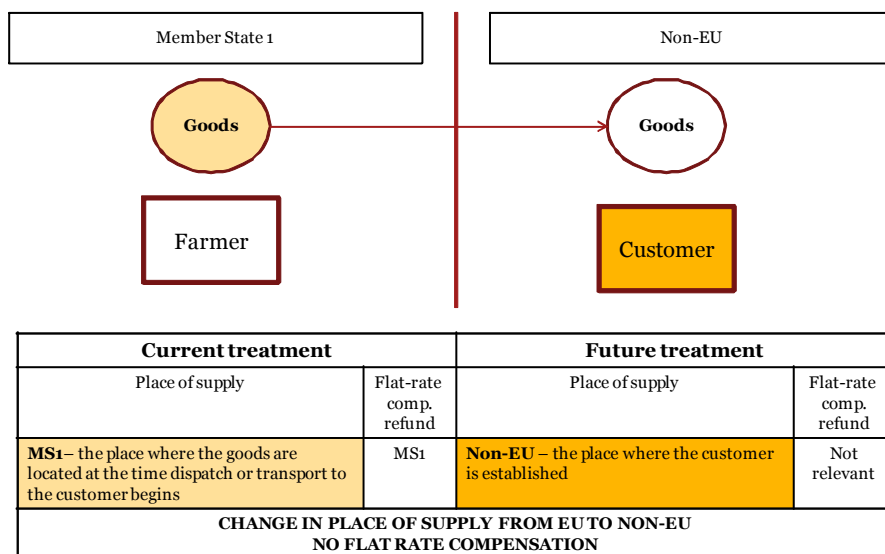 Member State 1
Non-EU
Goods
Goods
Farmer
Customer
Current treatment
Future treatment
Place of supply
Flat-rate
comp.
refund
Place of supply
Flat-rate
comp.
refund
MS1– the place where the goods are
located at the time dispatch or transport to
the customer begins
MS1
Non-EU – the place where the customer
is established
Not
relevant
CHANGE IN PLACE OF SUPPLY FROM EU TO NON-EU
NO FLAT RATE COMPENSATION